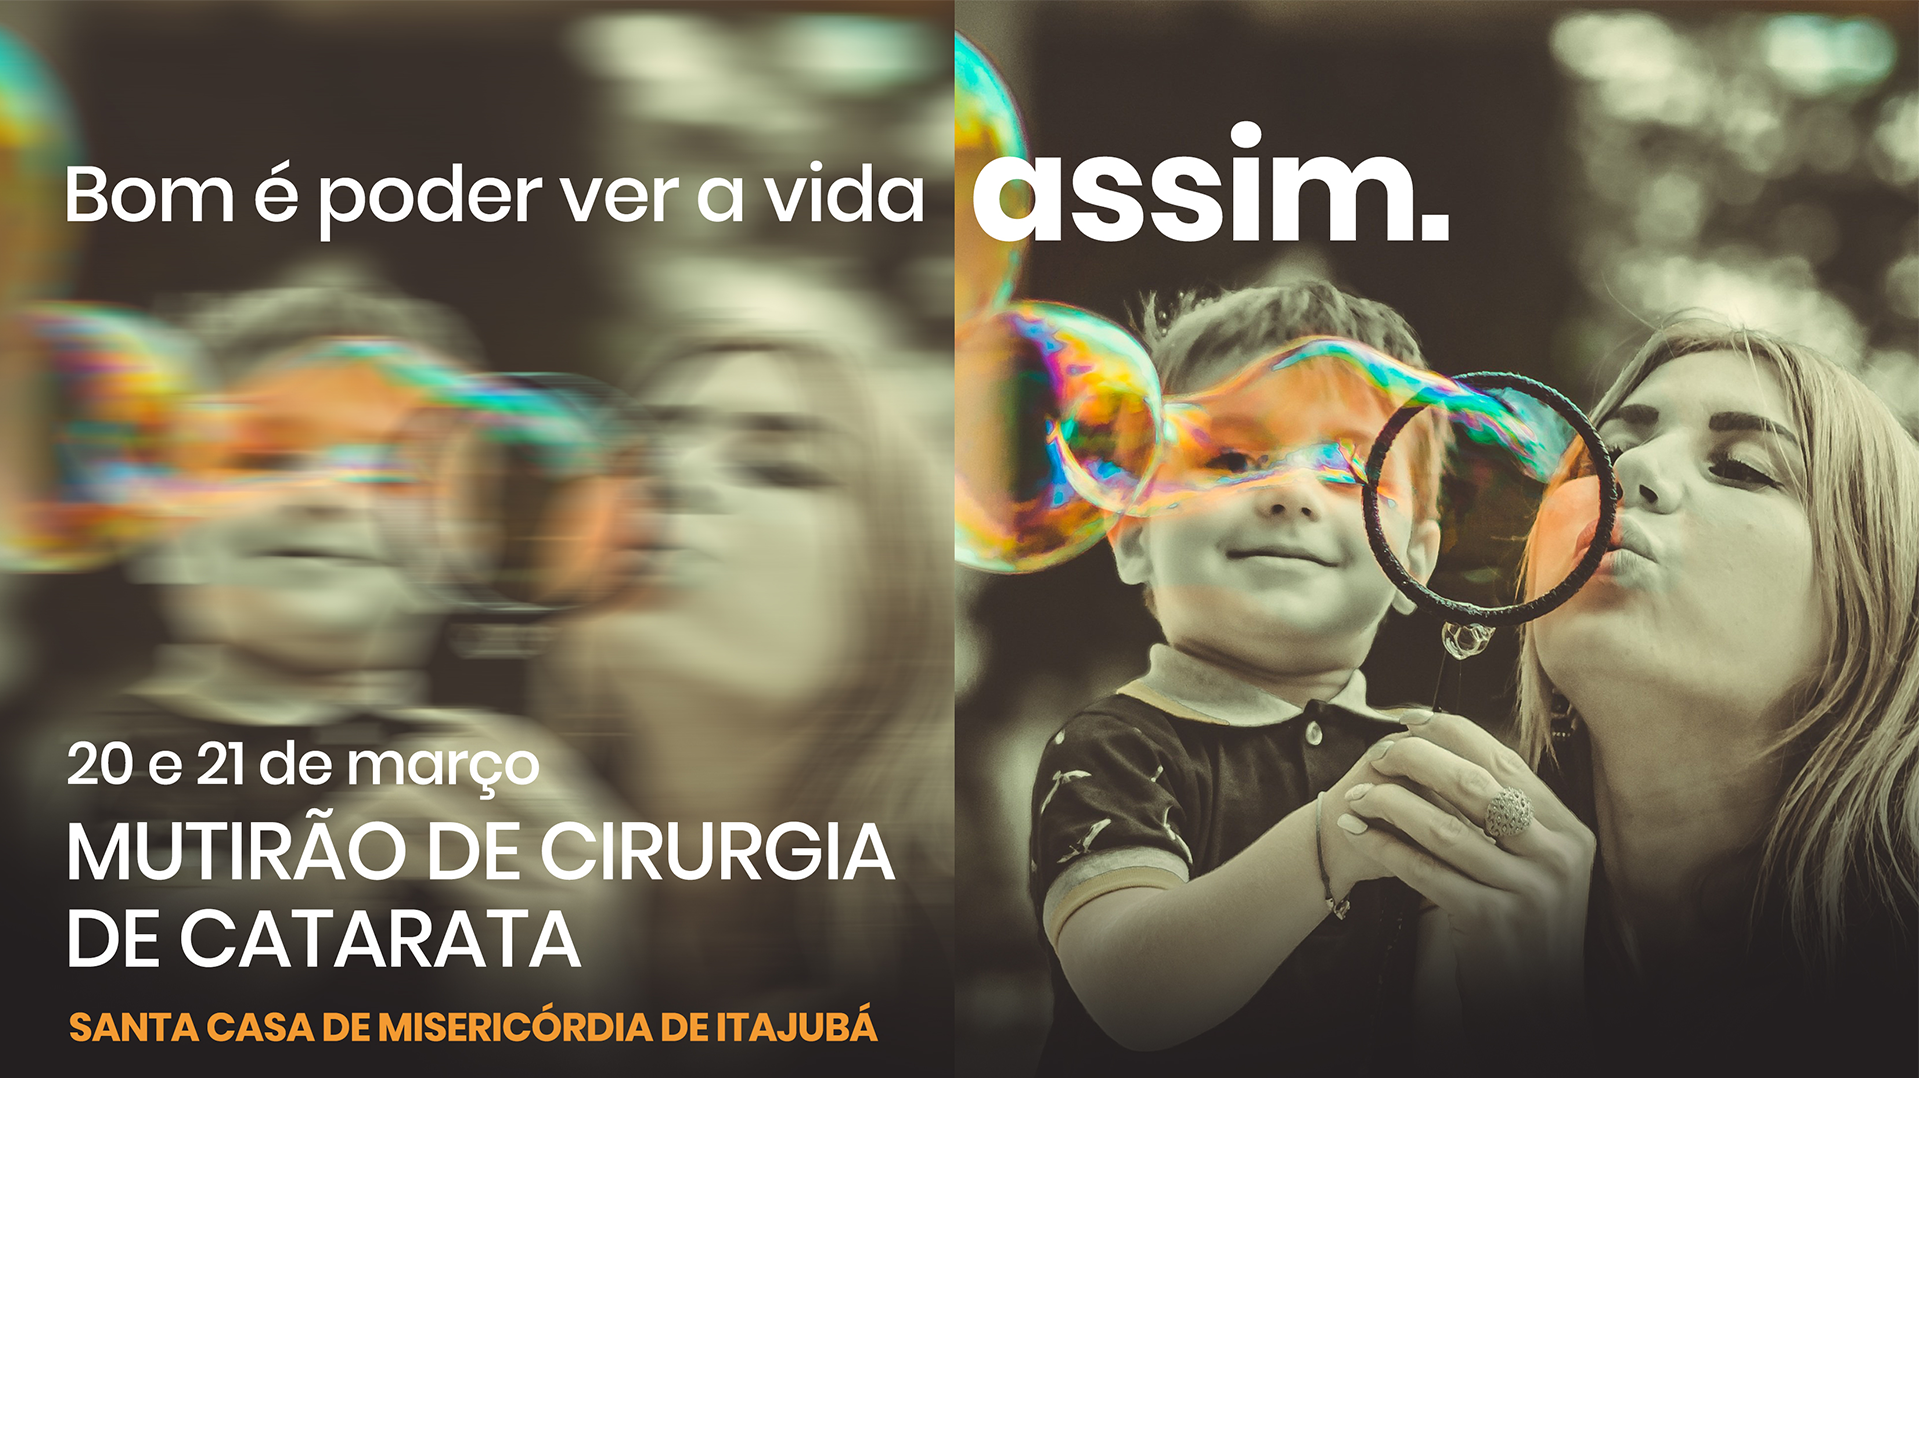 Bom é poder ver a vida assim.
20 e 21 de março
MUTIRÃO DE CIRURGIA
DE CATARATA
SANTA CASA DE MISERICÓRDIA DE ITAJUBÁ